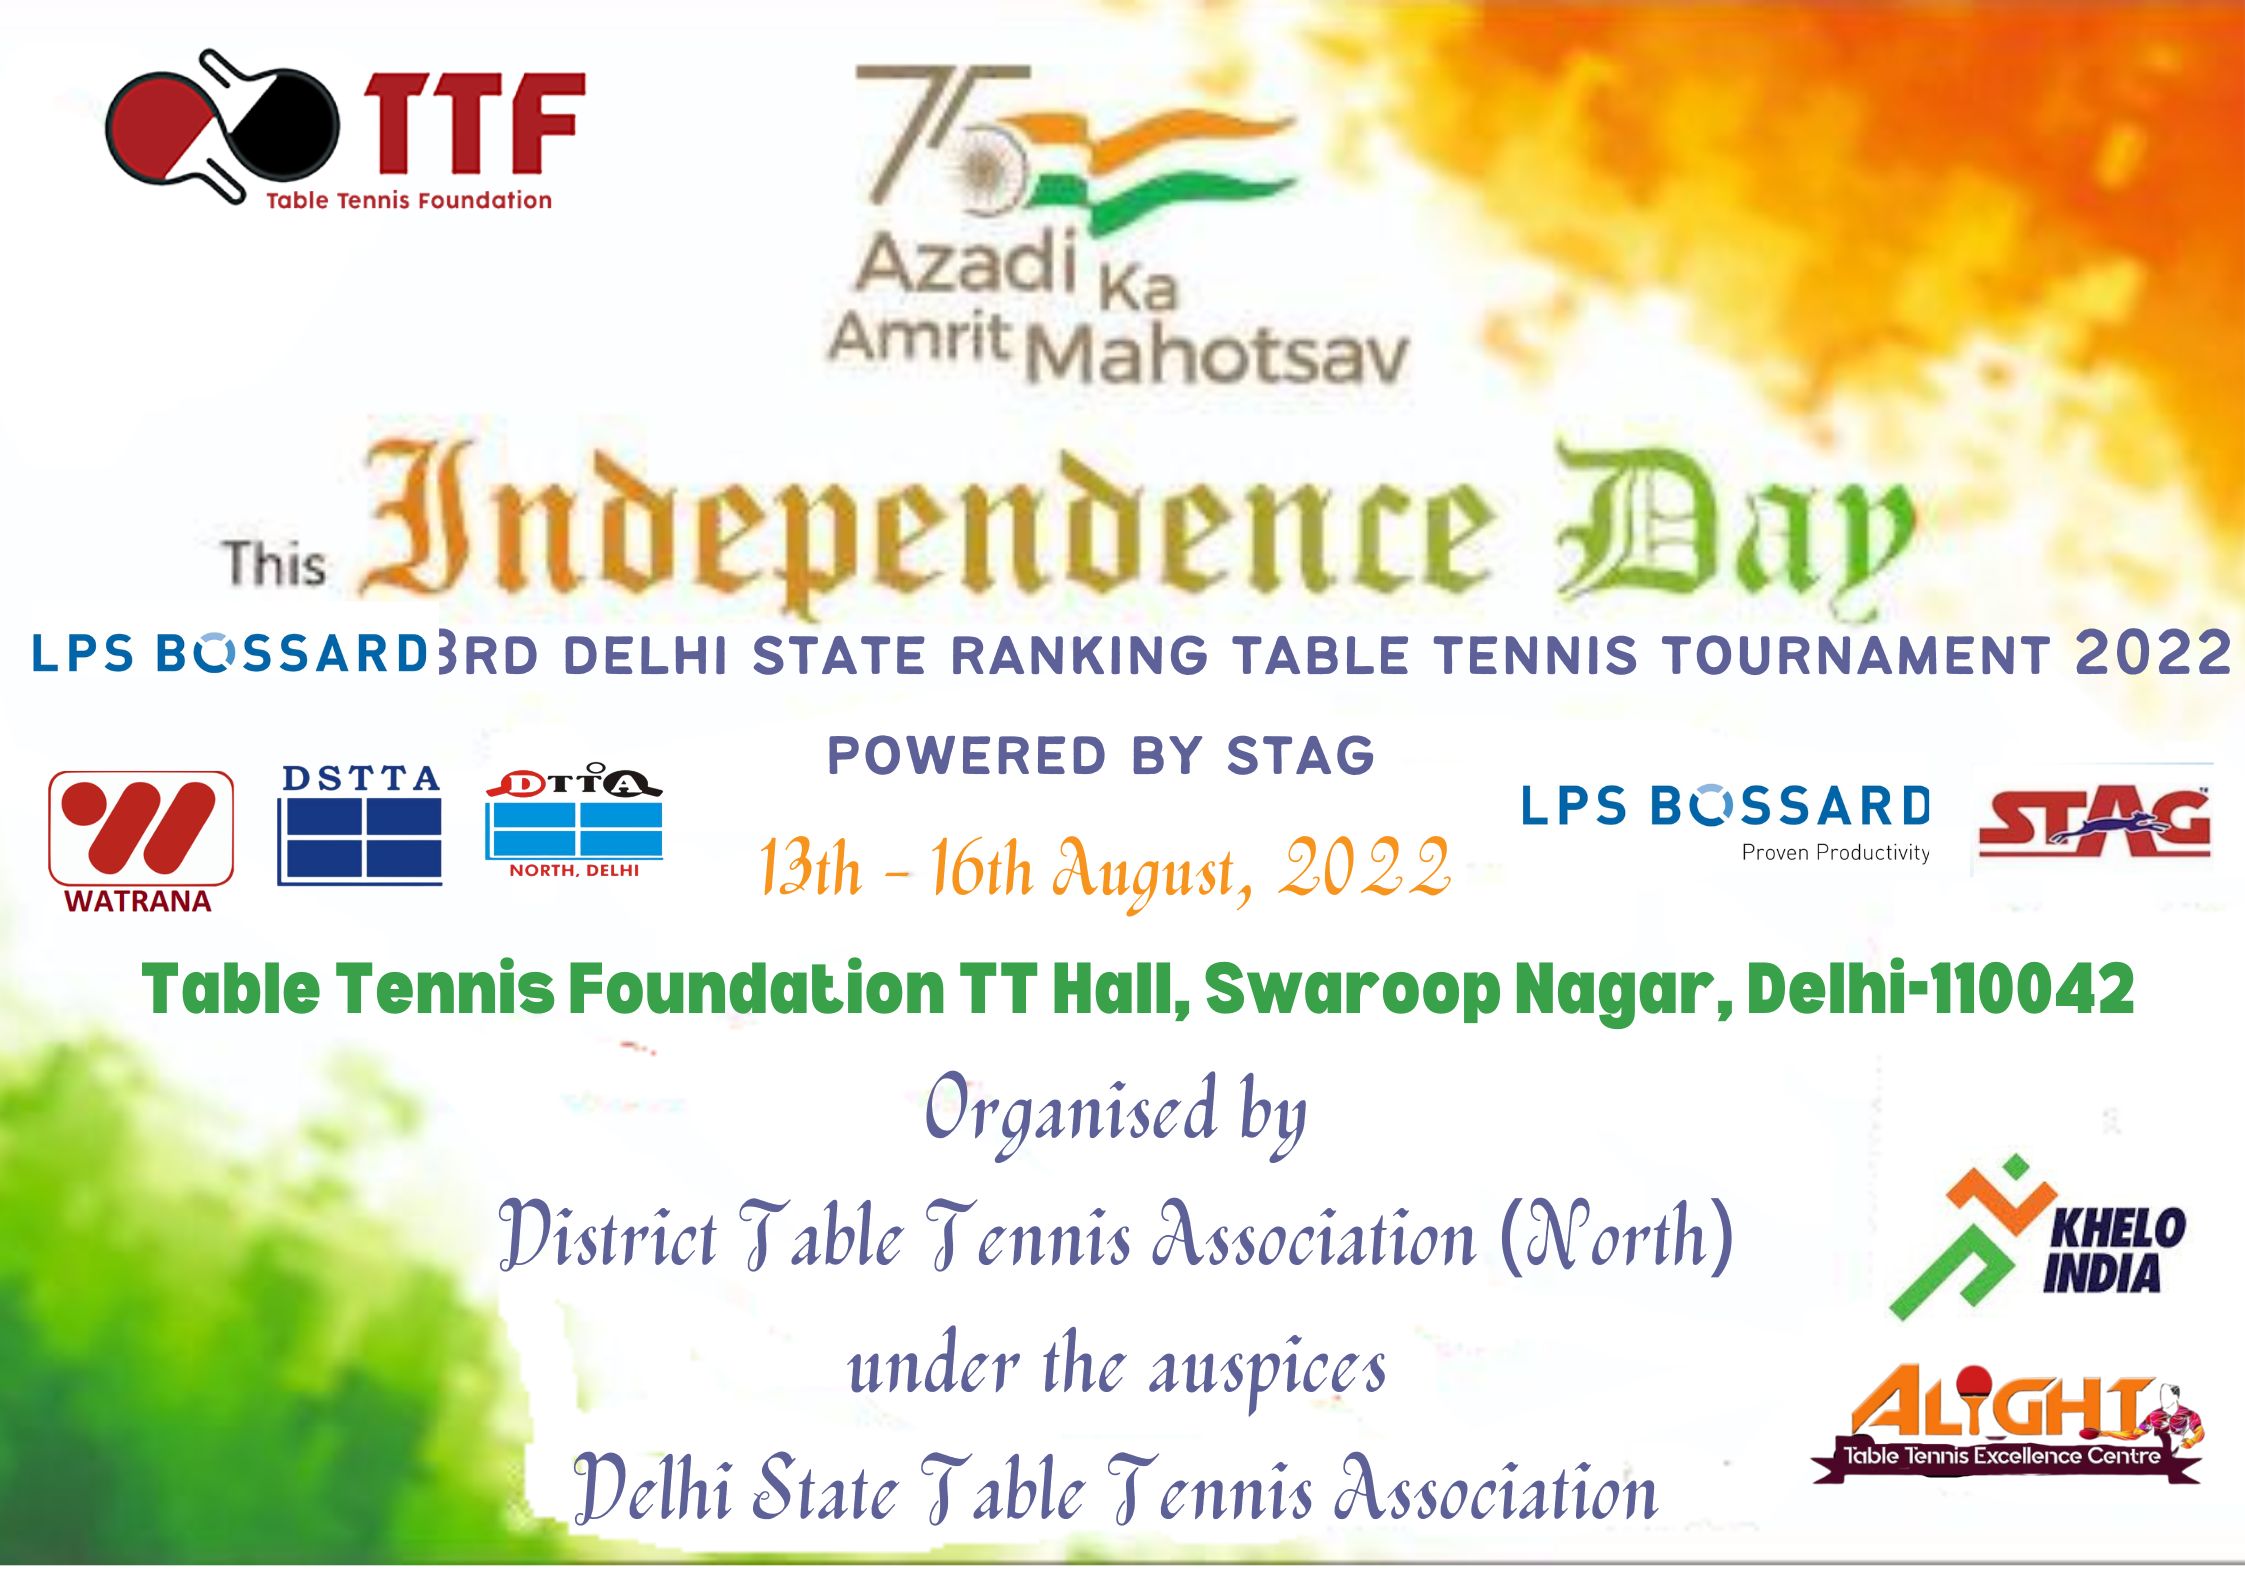 TTF
Table Tennis Foundation
75
Azadi Ka
Amrit Mahotsav
This Independence Day
LPS BOSSARD 3RD DELHI STATE RANKING TABLE TENNIS TOURNAMENT 2022
POWERED BY STAG
WATRANA
DSTTA
DTTA
NORTH, DELHI
13th - 16th August, 2022
LPS BOSSARD
Proven Productivity
STAG
Table Tennis Foundation TT Hall, Swaroop Nagar, Delhi-110042
Organised by
District Table Tennis Association (North)
under the auspices
Delhi State Table Tennis Association
KHELO
INDIA
ALIGHT
Table Tennis Excellence Centre